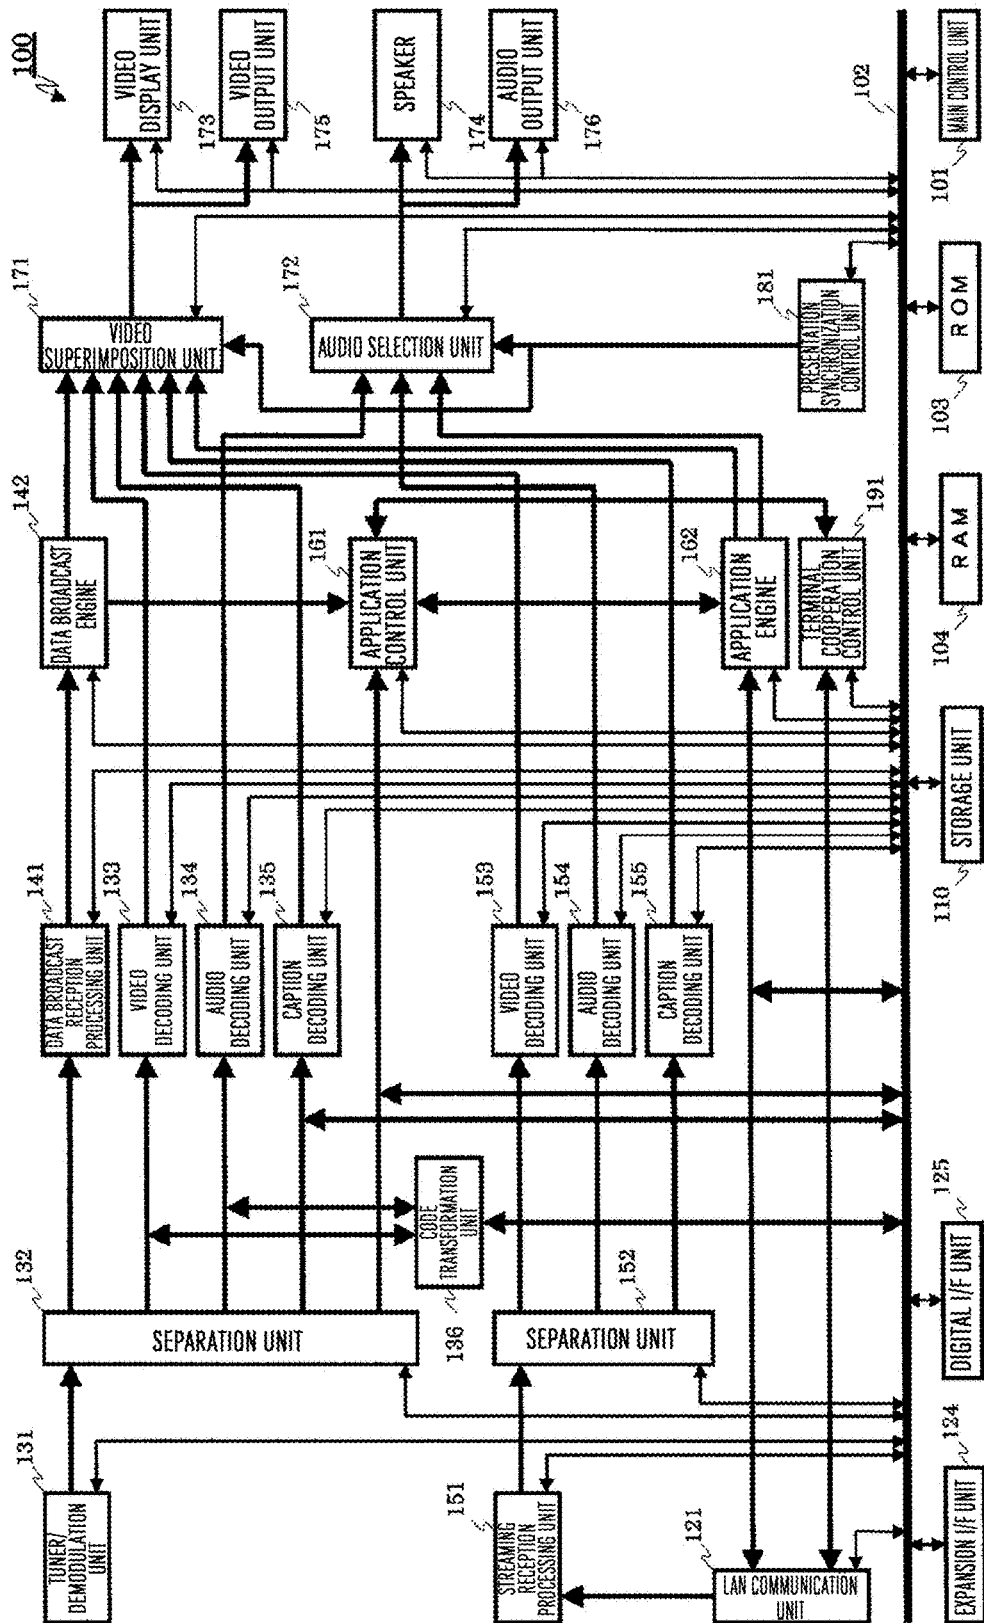 100
TUNER/
DEMODULATION
UNIT
131
SEPARATION UNIT
132
DATA BROADCAST
RECEPTION
PROCESSING UNIT
141
VIDEO
DECODING UNIT
133
AUDIO
DECODING UNIT
134
CAPTION
DECODING UNIT
135
CODE
TRANSFORMATION
UNIT
136
DATA BROADCAST
ENGINE
142
APPLICATION
CONTROL UNIT
161
VIDEO
SUPERIMPOSITION UNIT
171
AUDIO SELECTION UNIT
172
VIDEO
DISPLAY UNIT
173
VIDEO
OUTPUT UNIT
175
SPEAKER
174
AUDIO
OUTPUT UNIT
176
STREAMING
RECEPTION
PROCESSING UNIT
151
SEPARATION UNIT
152
VIDEO
DECODING UNIT
153
AUDIO
DECODING UNIT
154
CAPTION
DECODING UNIT
155
APPLICATION
ENGINE
162
TERMINAL
COOPERATION
CONTROL UNIT
191
PRESENTATION
SYNCHRONIZATION
CONTROL UNIT
181
LAN COMMUNICATION
UNIT
121
102
EXPANSION I/F UNIT
124
DIGITAL I/F UNIT
125
STORAGE UNIT
110
RAM
104
ROM
103
MAIN CONTROL UNIT
101